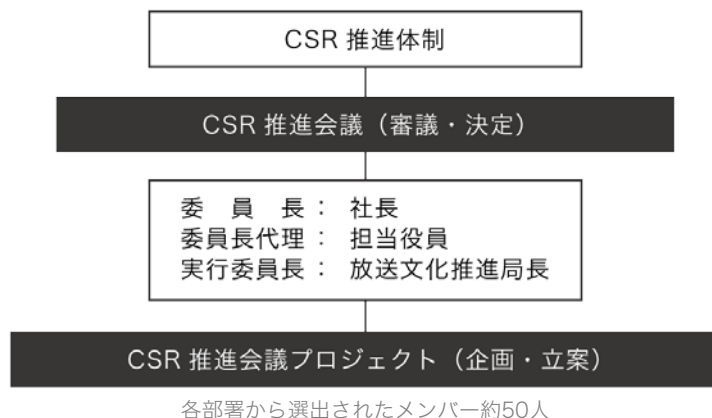 CSR 推進体制
CSR 推進会議（審議・決定）
委　員　長： 社長
委員長代理： 担当役員
実行委員長： 放送文化推進局長
CSR 推進会議プロジェクト（企画・立案）
各部署から選出されたメンバー約50人